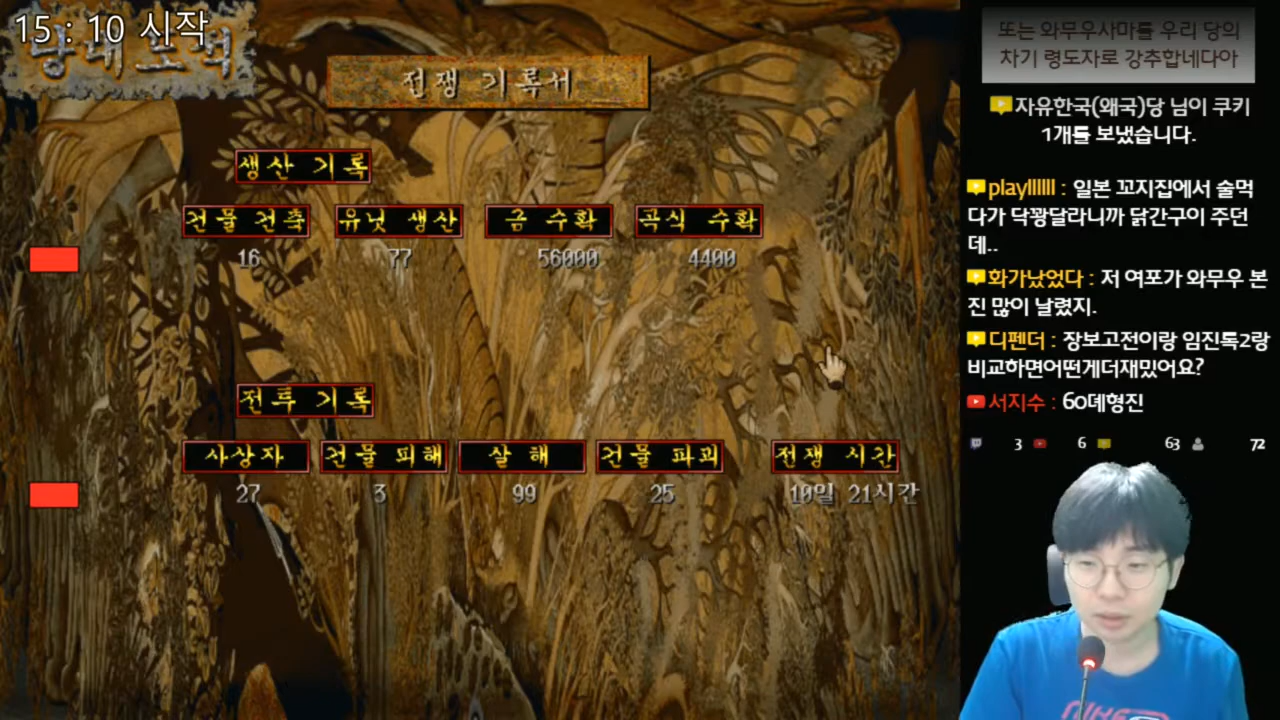 15 : 10 시작
전쟁 기록서
생산 기록
건물 건축 유닛 생산 금 수확 곡식 수확
16 77 56000 4400
전투 기록
사상자 건물 피해 살 해 건물 파괴 전쟁 시간
27 3 99 25 10일 21시간
또는 와무우사마를 우리 당의
차기 령도자로 강추합네다아
자유한국(왜국)당 님이 쿠키
1개를 보냈습니다.
playllllll : 일본 꼬지집에서 술먹
다가 닥꽝달라니까 닭간구이 주던
데..
화가났었다 : 저 여포가 와무우 본
진 많이 날렸지.
디펜더 : 장보고전이랑 임진록2랑
비교하면어떤게더재밌어요?
서지수 : 60뎨형진
3 6 63 72